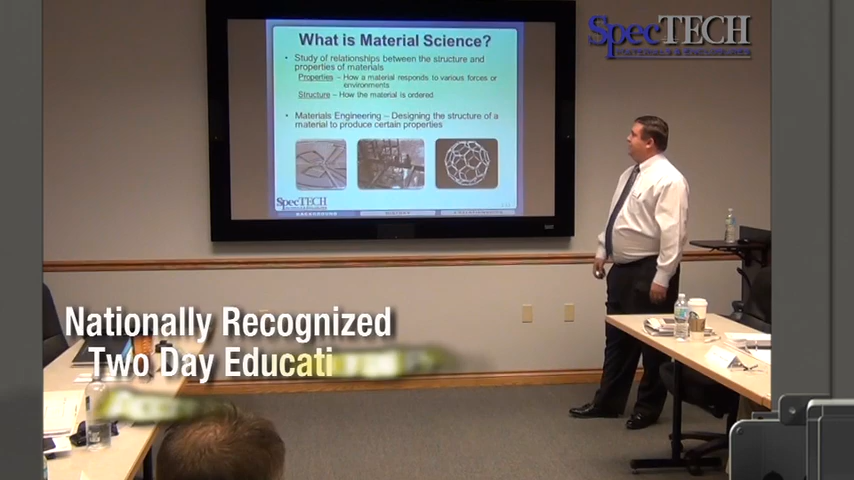 SpecTECH
MATERIALS & ENCLOSURES
What is Material Science?
• Study of relationships between the structure and
properties of materials
Properties – How a material responds to various forces or
environments
Structure – How the material is ordered
• Materials Engineering – Designing the structure of a
material to produce certain properties
SpecTECH
BACKGROUND
Nationally Recognized
Two Day Educati